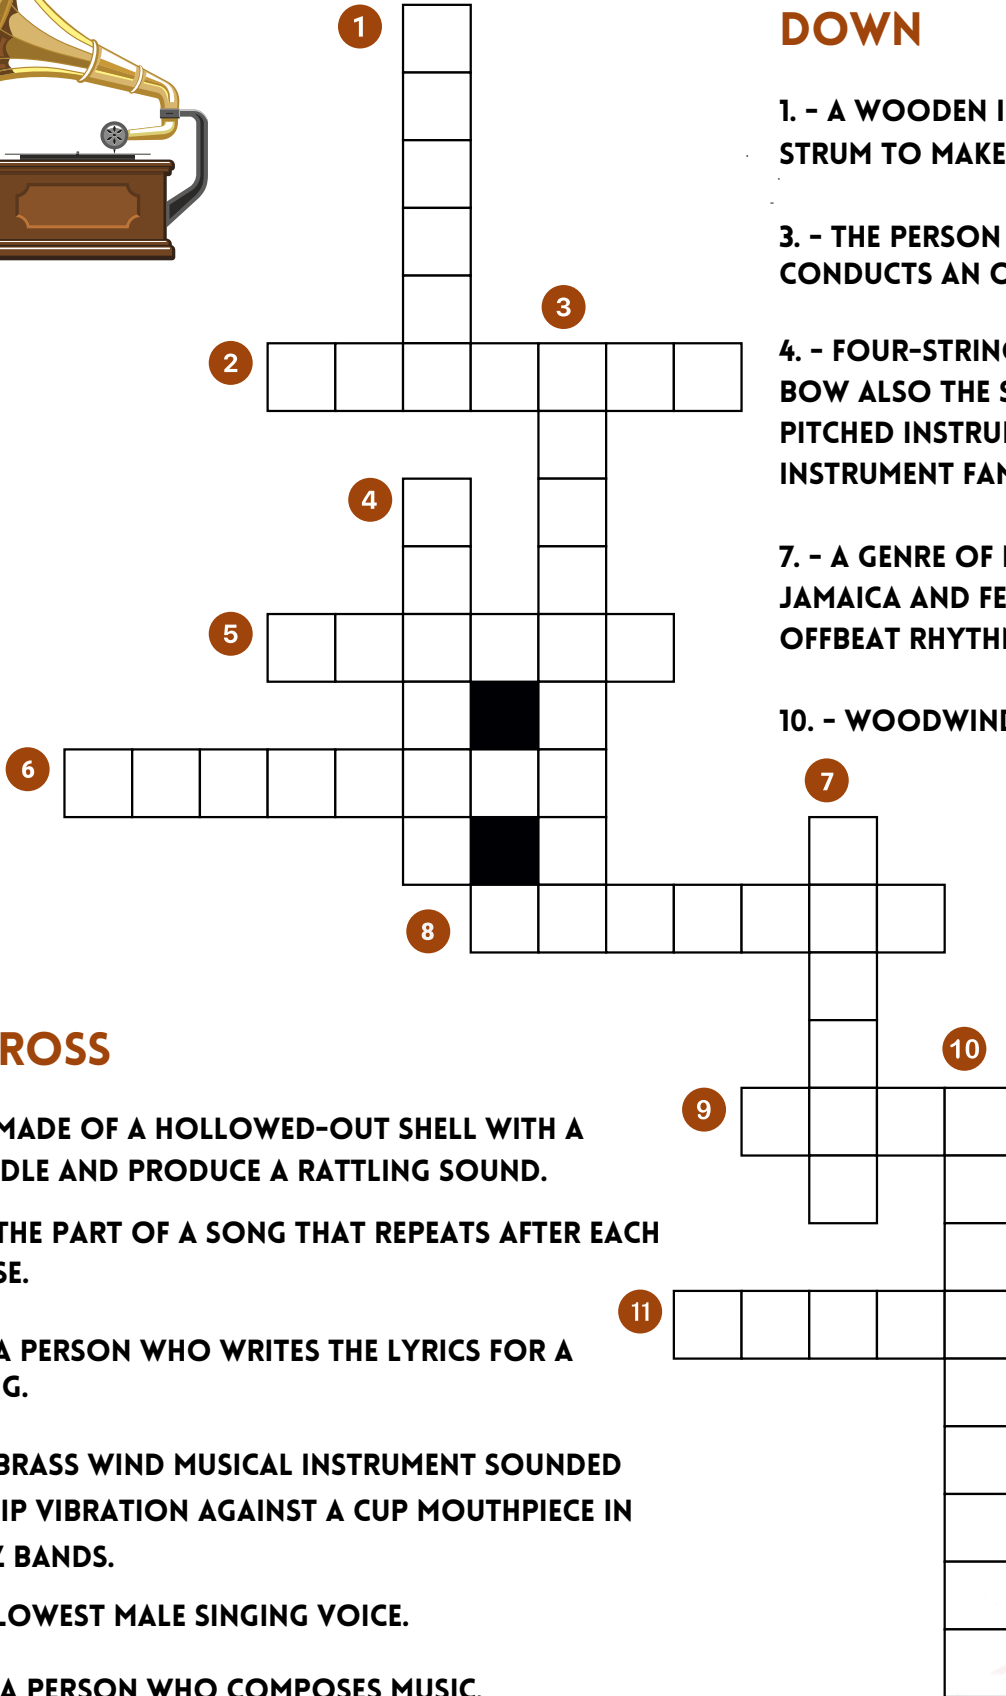 1
DOWN
1. - A WOODEN I
STRUM TO MAKE
3. - THE PERSON
CONDUCTS AN
3
2
4. - FOUR-STRING
BOW ALSO THE S
PITCHED INSTRU
INSTRUMENT FA
4
7. - A GENRE OF
JAMAICA AND FE
OFFBEAT RHYTH
5
10. - WOODWIND
6
7
8
ROSS
10
9
MADE OF A HOLLOWED-OUT SHELL WITH A
DLE AND PRODUCE A RATTLING SOUND.
THE PART OF A SONG THAT REPEATS AFTER EACH
SE.
11
A PERSON WHO WRITES THE LYRICS FOR A
G.
BRASS WIND MUSICAL INSTRUMENT SOUNDED
IP VIBRATION AGAINST A CUP MOUTHPIECE IN
Z BANDS.
LOWEST MALE SINGING VOICE.
A PERSON WHO COMPOSES MUSIC.